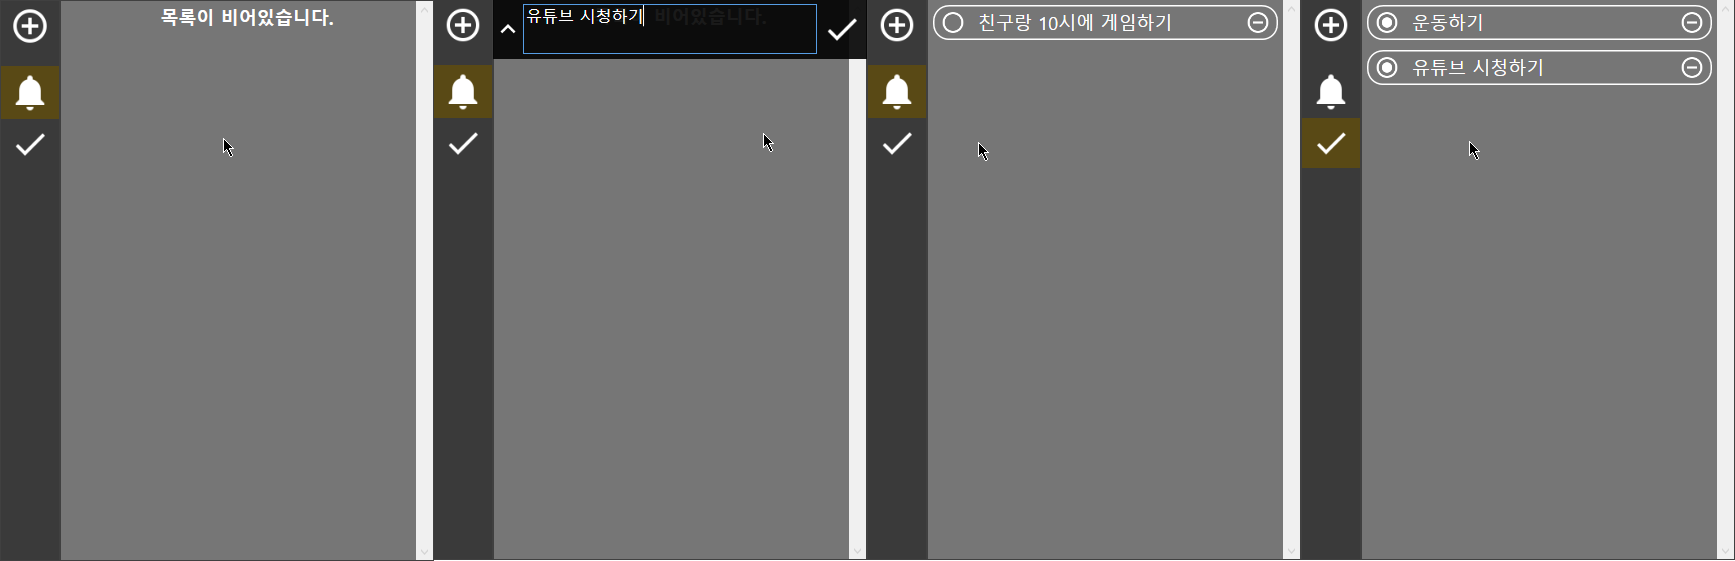 목록이 비어있습니다.
유튜브 시청하기 비어있습니다.
친구랑 10시에 게임하기
운동하기
유튜브 시청하기